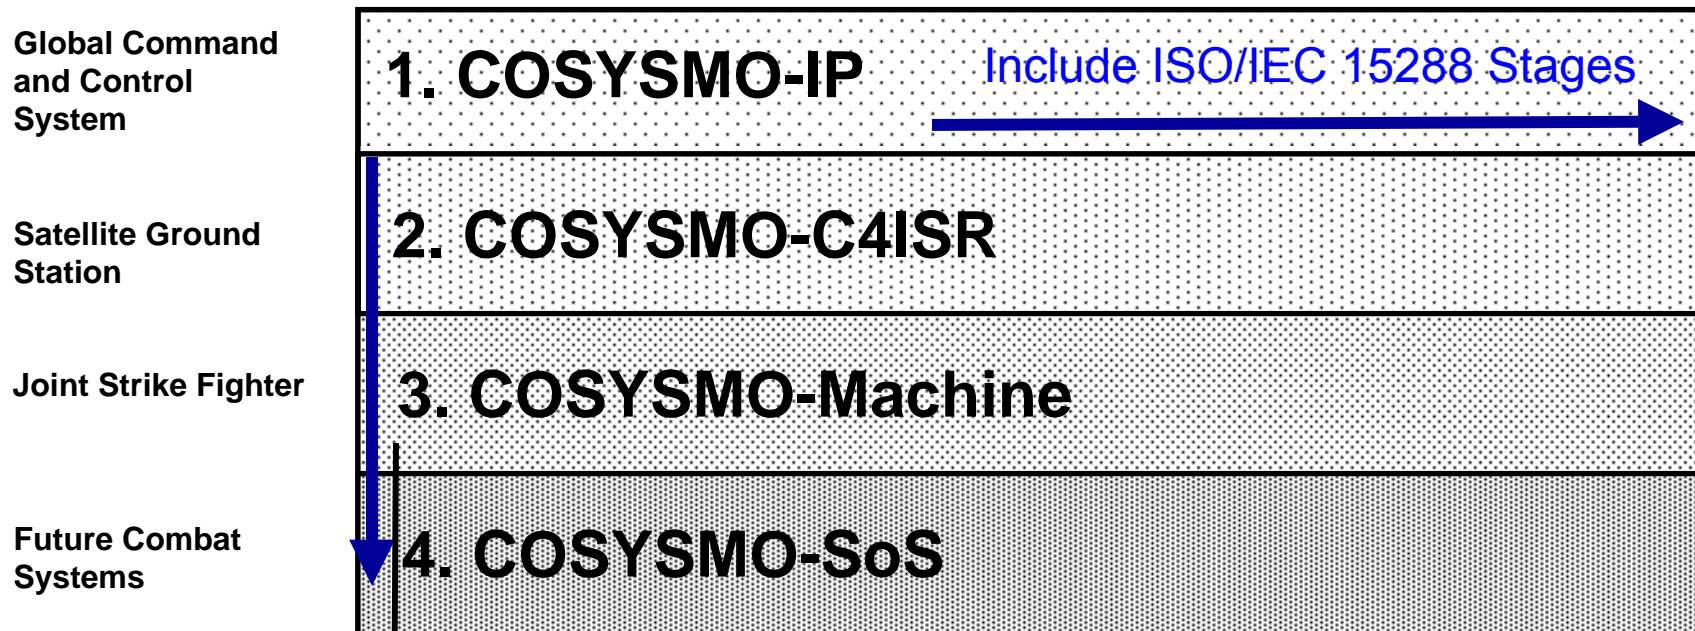 Global Command
and Control
System
1. COSYSMO-IP
Include ISO/IEC 15288 Stages
Satellite Ground
Station
2. COSYSMO-C4ISR
Joint Strike Fighter
3. COSYSMO-Machine
Future Combat
Systems
4. COSYSMO-SoS